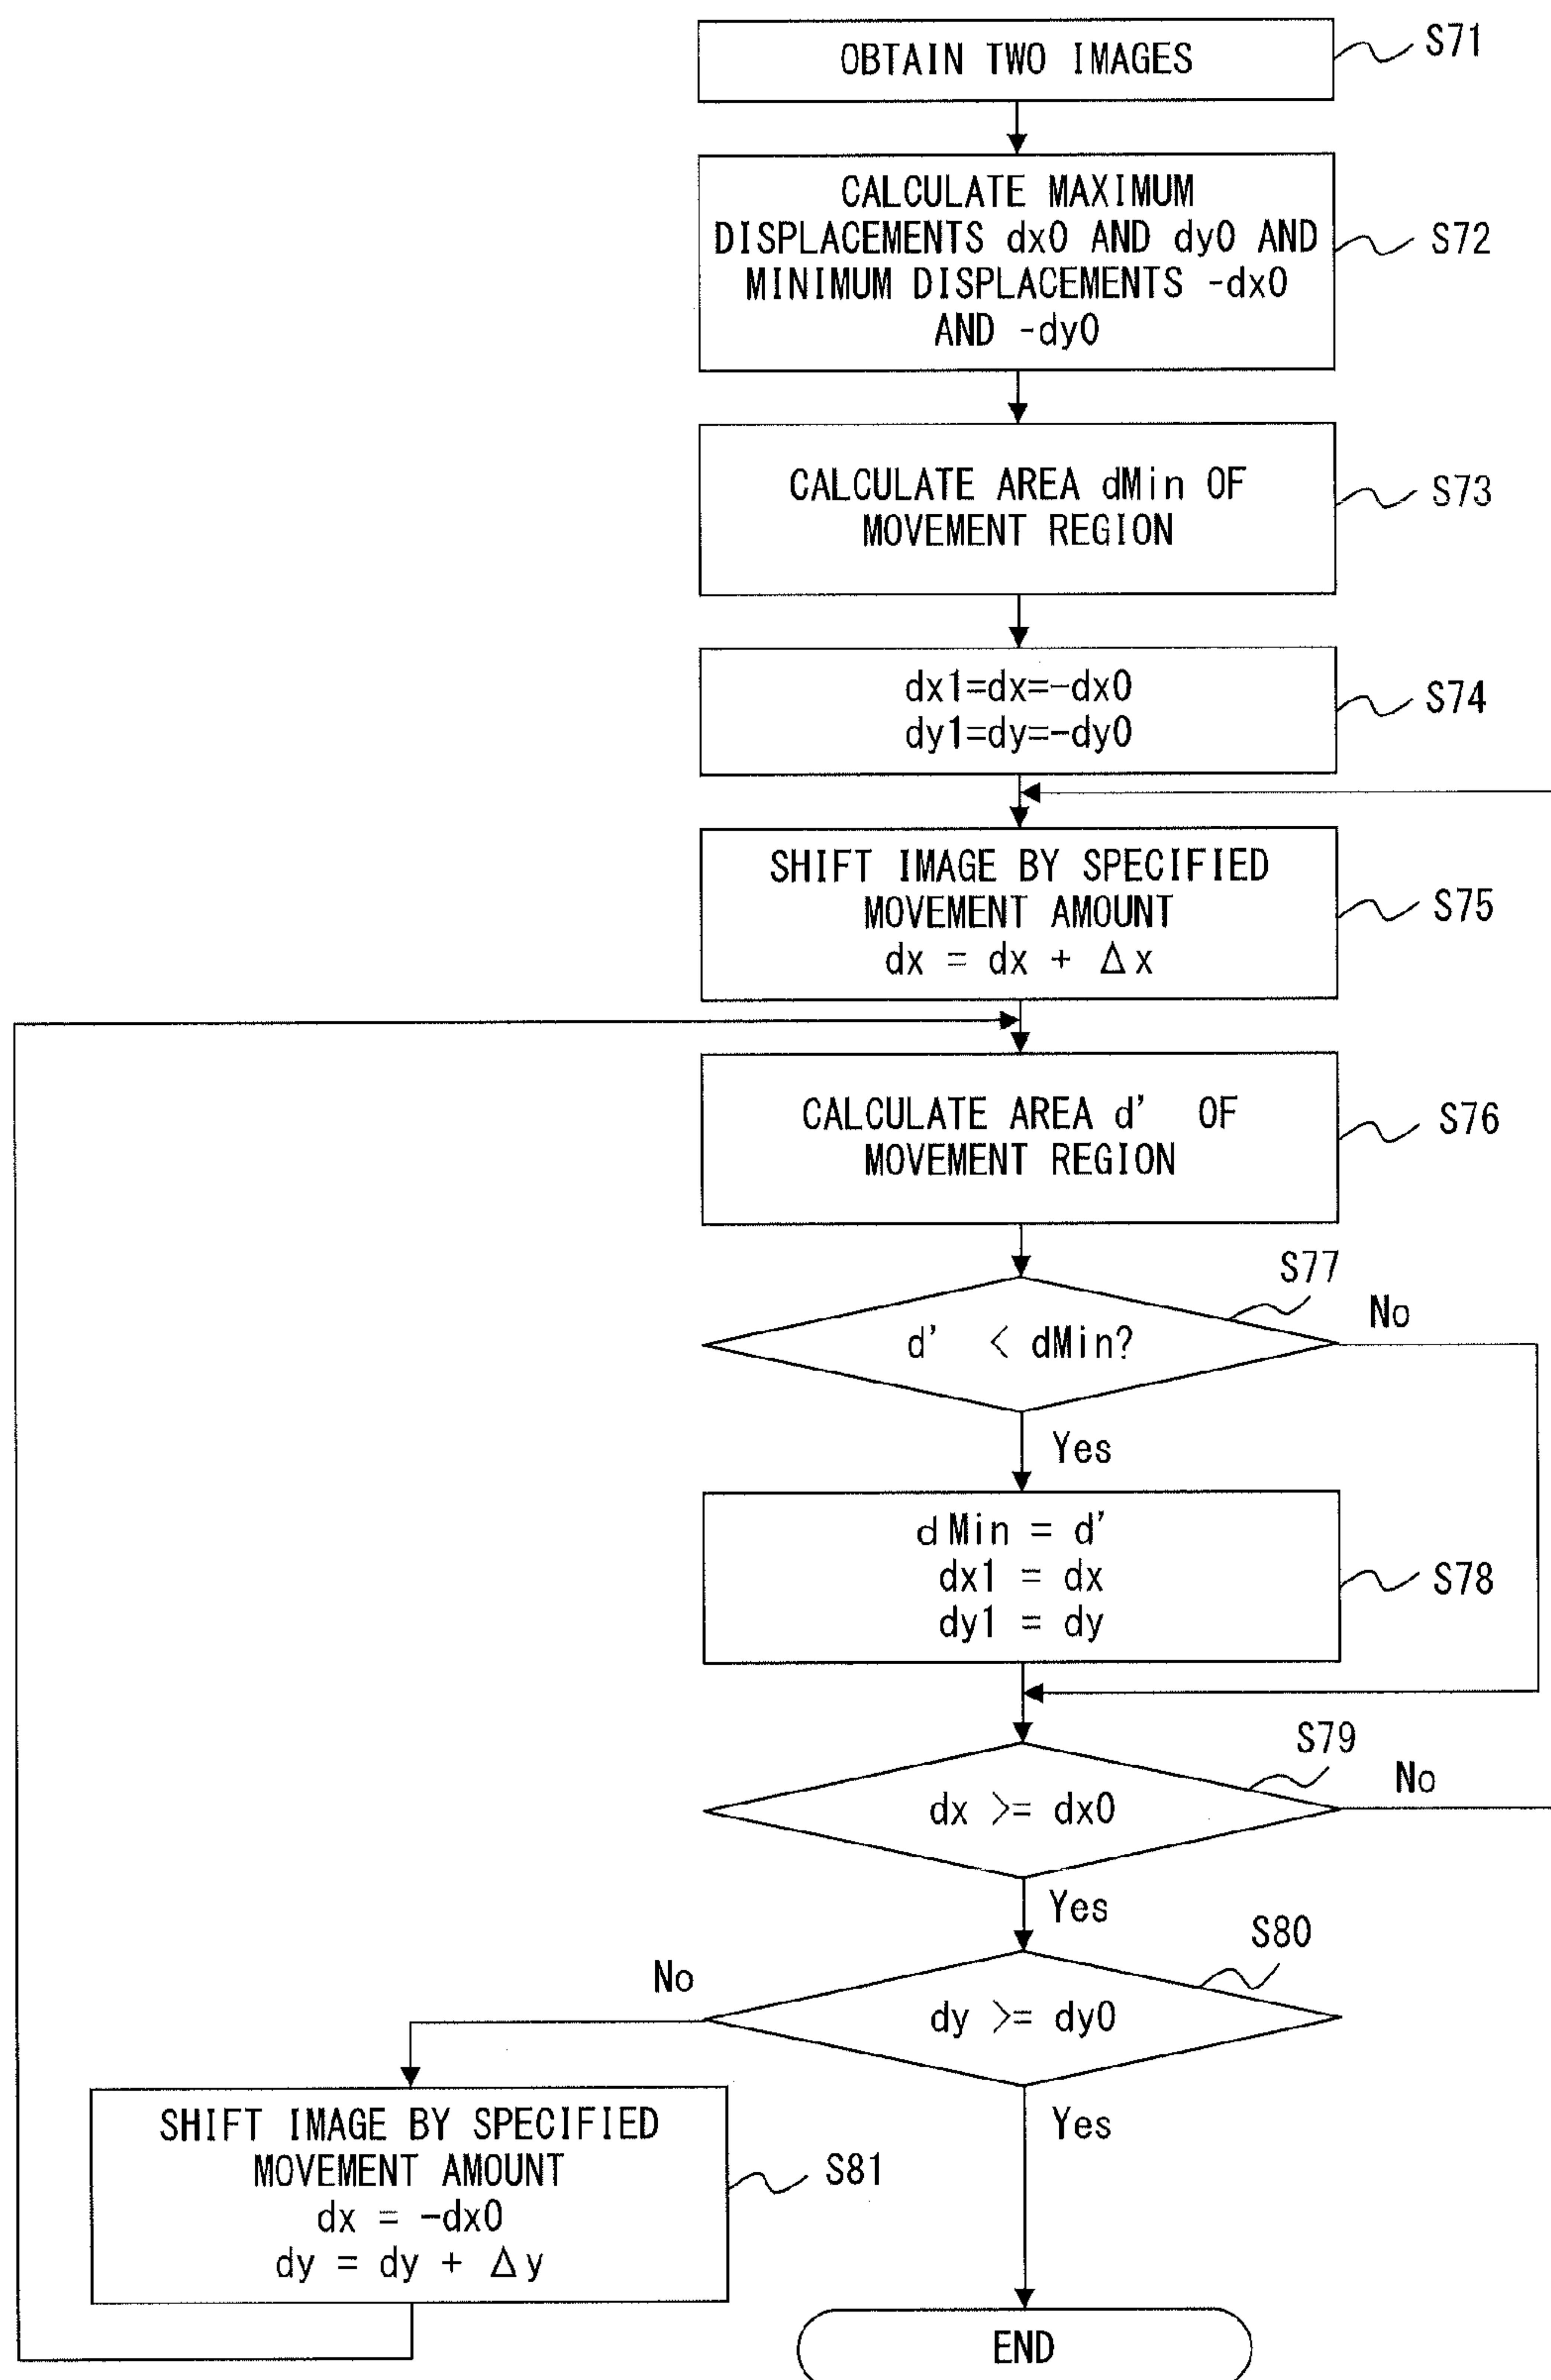 OBTAIN TWO IMAGES
S71
CALCULATE MAXIMUM
DISPLACEMENTS dx0 AND dy0 AND
MINIMUM DISPLACEMENTS -dx0
AND -dy0
S72
CALCULATE AREA dMin OF
MOVEMENT REGION
S73
dx1=dx=-dx0
dy1=dy=-dy0
S74
SHIFT IMAGE BY SPECIFIED
MOVEMENT AMOUNT
dx = dx + Δx
S75
CALCULATE AREA d' OF
MOVEMENT REGION
S76
S77
d' < dMin?
No
Yes
dMin = d'
dx1 = dx
dy1 = dy
S78
S79
dx >= dx0
No
Yes
S80
dy >= dy0
No
Yes
SHIFT IMAGE BY SPECIFIED
MOVEMENT AMOUNT
dx = -dx0
dy = dy + Δy
S81
END